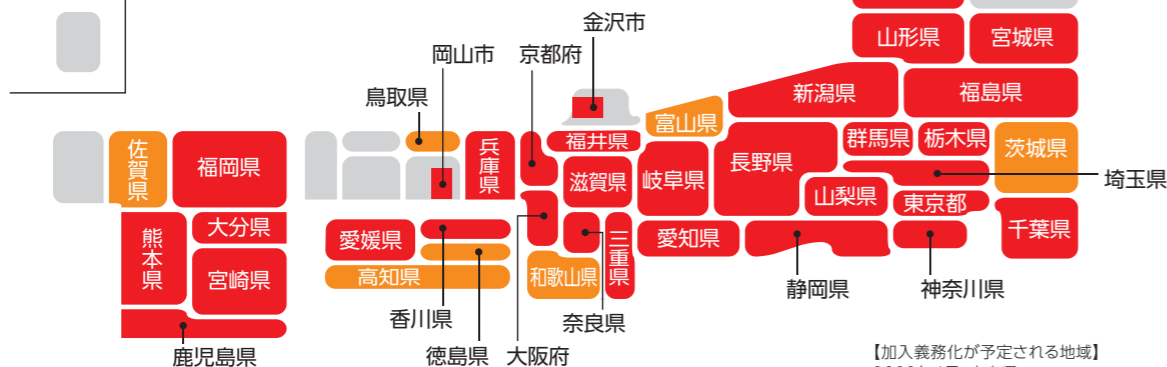 金沢市
山形県
宮城県
岡山市
京都府
新潟県
福島県
鳥取県
富山県
佐賀県
福岡県
兵庫県
福井県
群馬県
栃木県
茨城県
長野県
滋賀県
岐阜県
埼玉県
山梨県
東京都
大分県
熊本県
愛媛県
三重県
愛知県
千葉県
宮崎県
高知県
和歌山県
静岡県
神奈川県
香川県
奈良県
鹿児島県
徳島県
大阪府
【加入義務化が予定される地域】